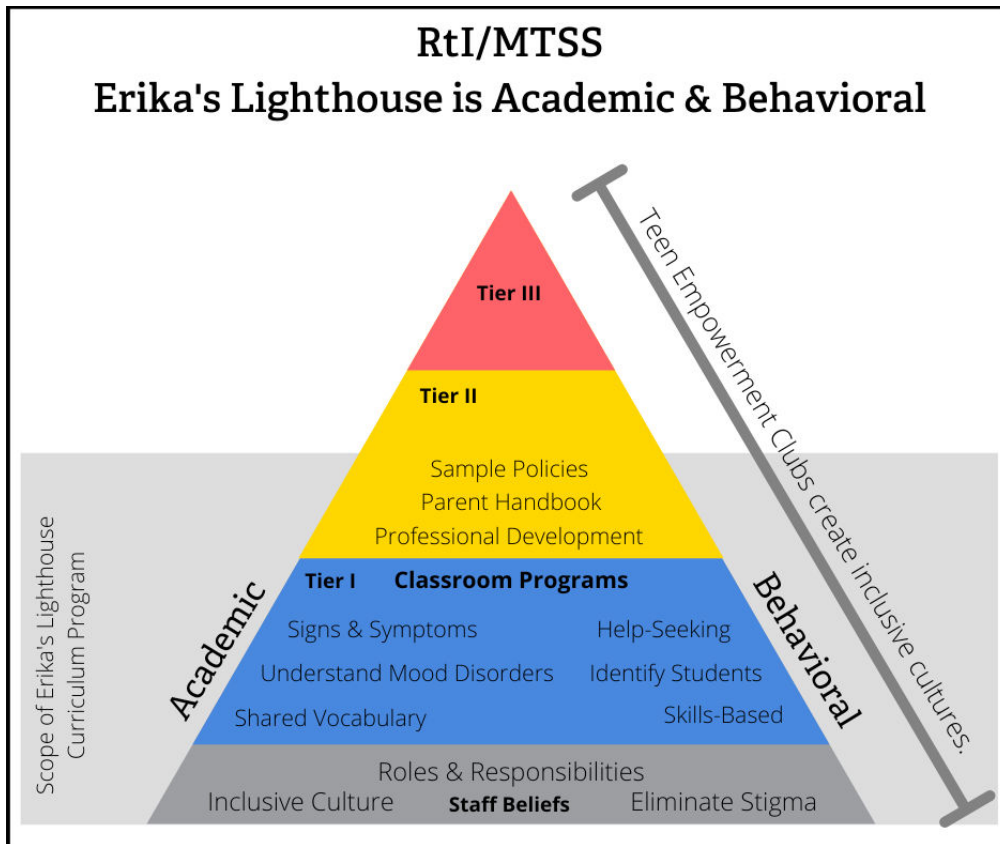 RtI/MTSS
Erika's Lighthouse is Academic & Behavioral
Tier III
Tier II
Sample Policies
Parent Handbook
Professional Development
Tier I Classroom Programs
Signs & Symptoms Help-Seeking
Understand Mood Disorders Identify Students
Shared Vocabulary Skills-Based
Roles & Responsibilities
Inclusive Culture Staff Beliefs Eliminate Stigma
Scope of Erika's Lighthouse
Curriculum Program
Academic
Behavioral
Teen Empowerment Clubs create inclusive cultures.